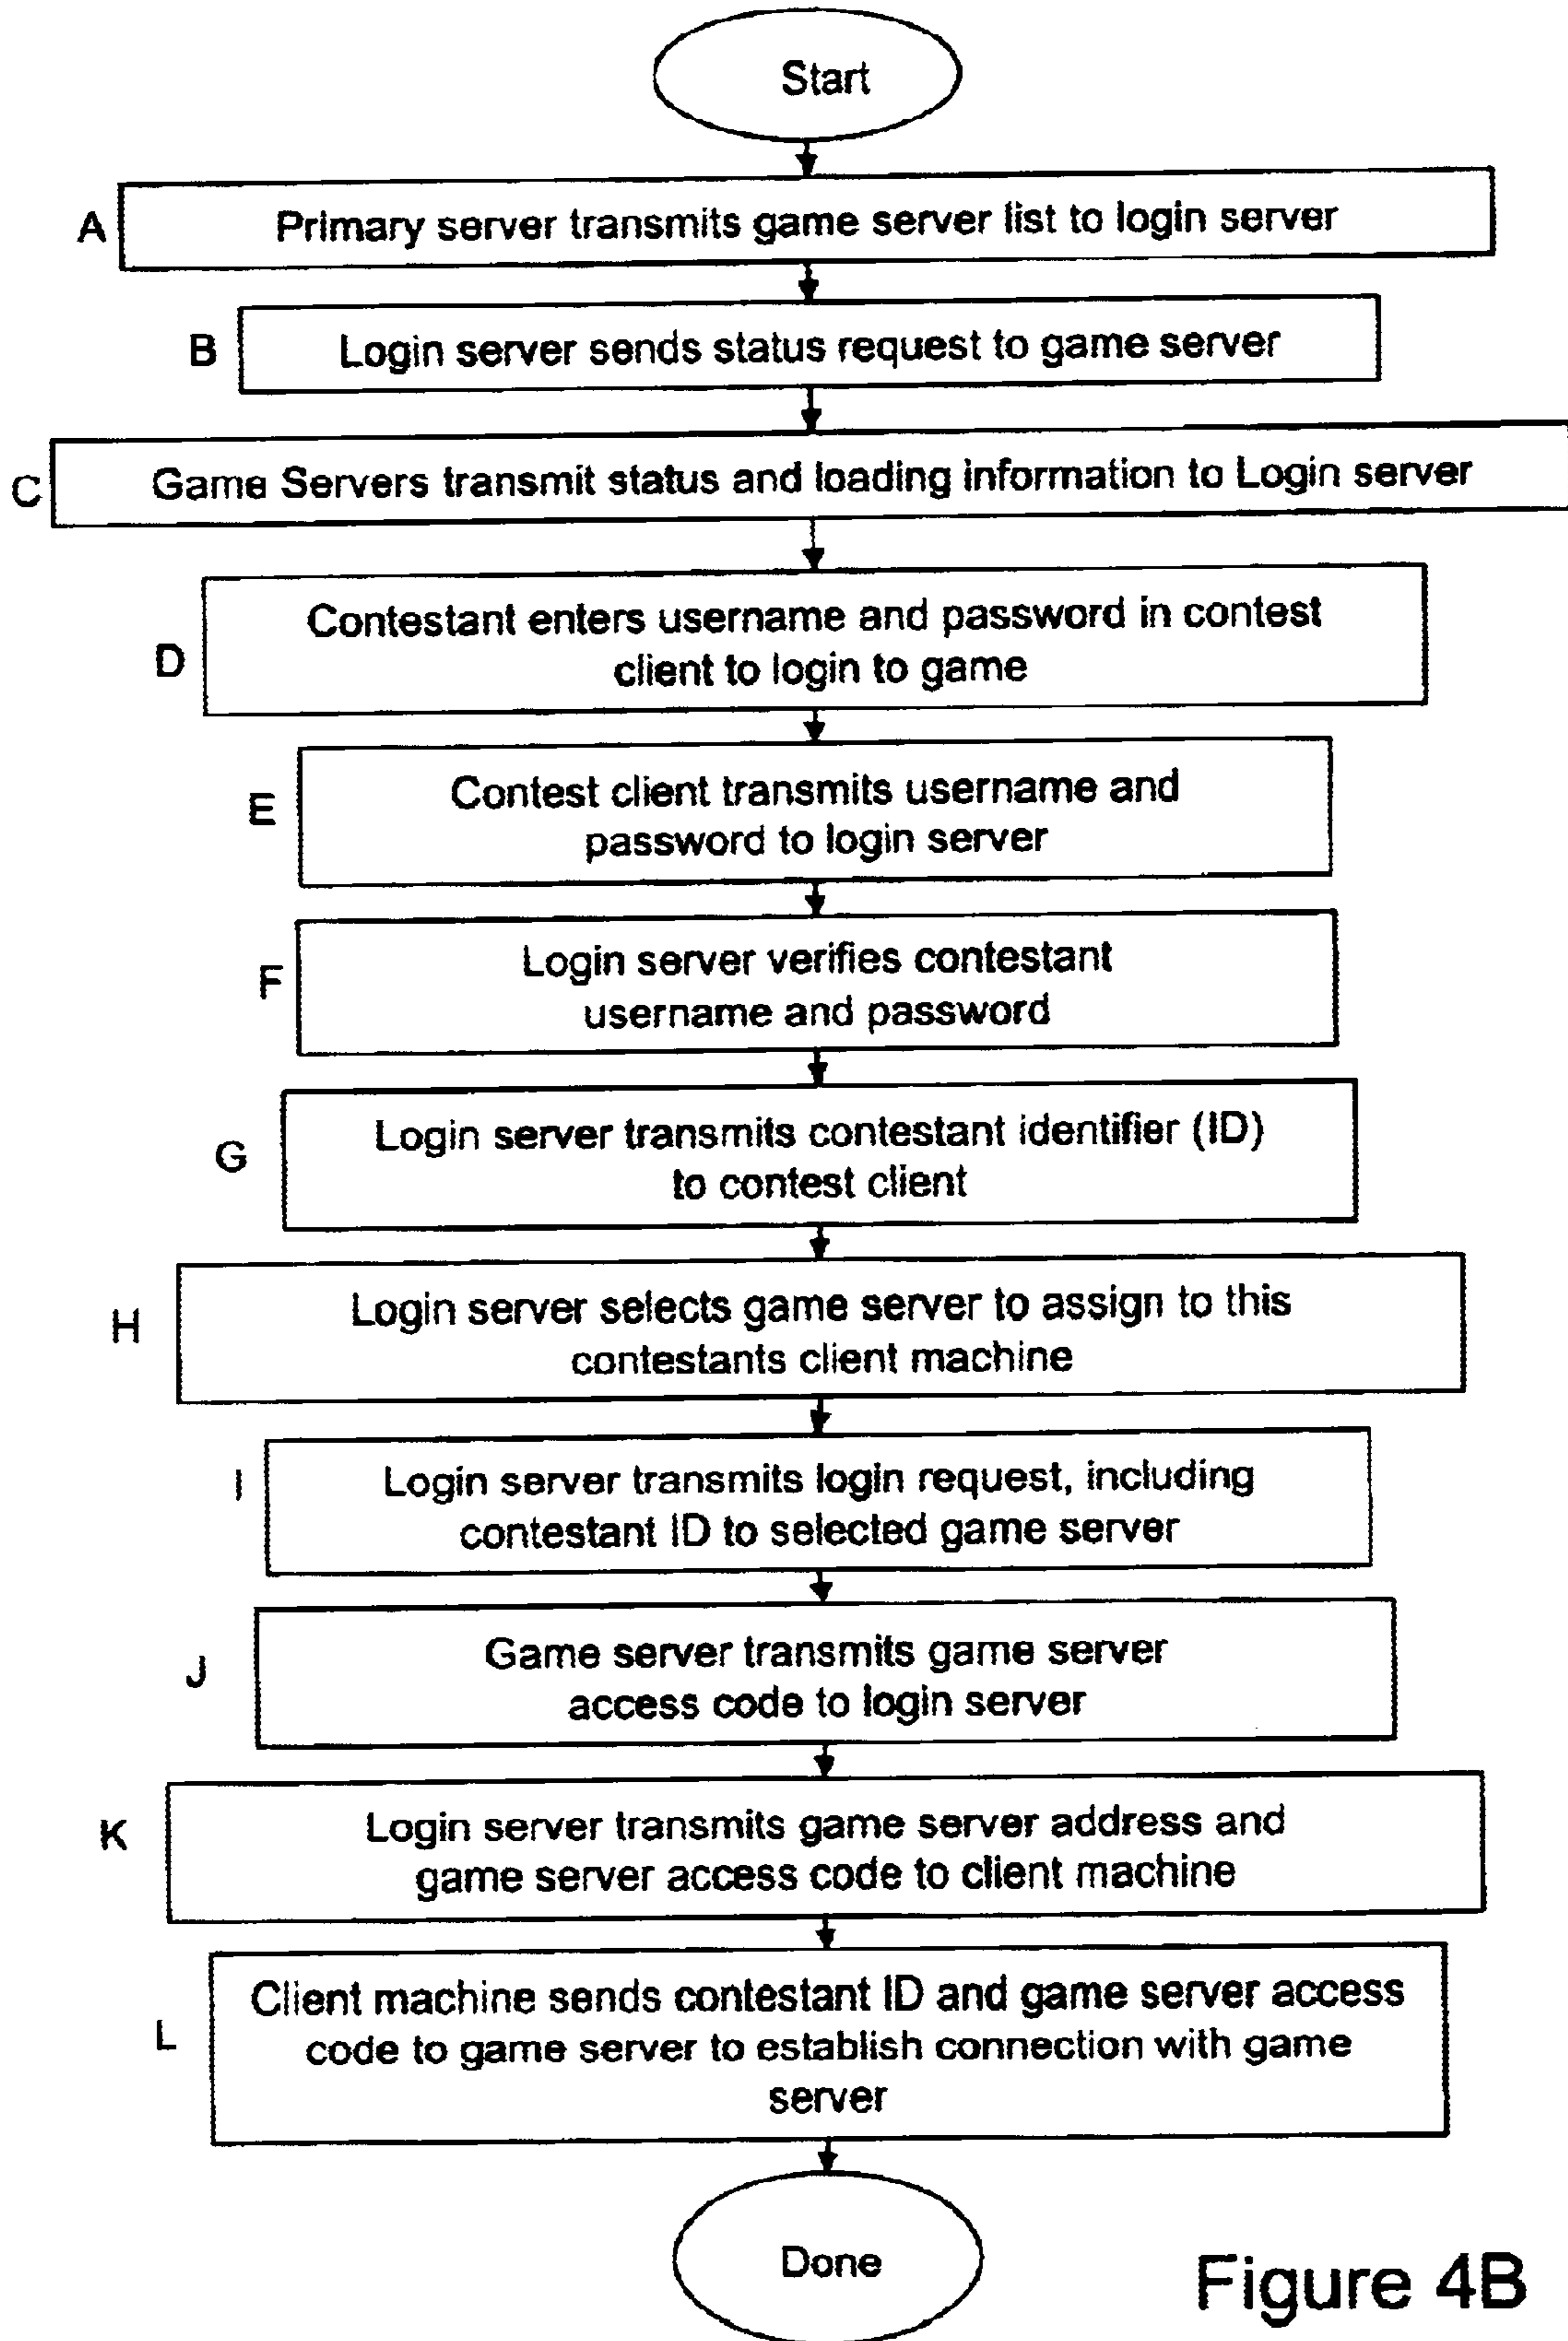 Start
A
Primary server transmits game server list to login server
B
Login server sends status request to game server
C
Game Servers transmit status and loading information to Login server
D
Contestant enters username and password in contest
client to login to game
E
Contest client transmits username and
password to login server
F
Login server verifies contestant
username and password
G
Login server transmits contestant identifier (ID)
to contest client
H
Login server selects game server to assign to this
contestants client machine
I
Login server transmits login request, including
contestant ID to selected game server
J
Game server transmits game server
access code to login server
K
Login server transmits game server address and
game server access code to client machine
L
Client machine sends contestant ID and game server access
code to game server to establish connection with game
server
Done
Figure 4B